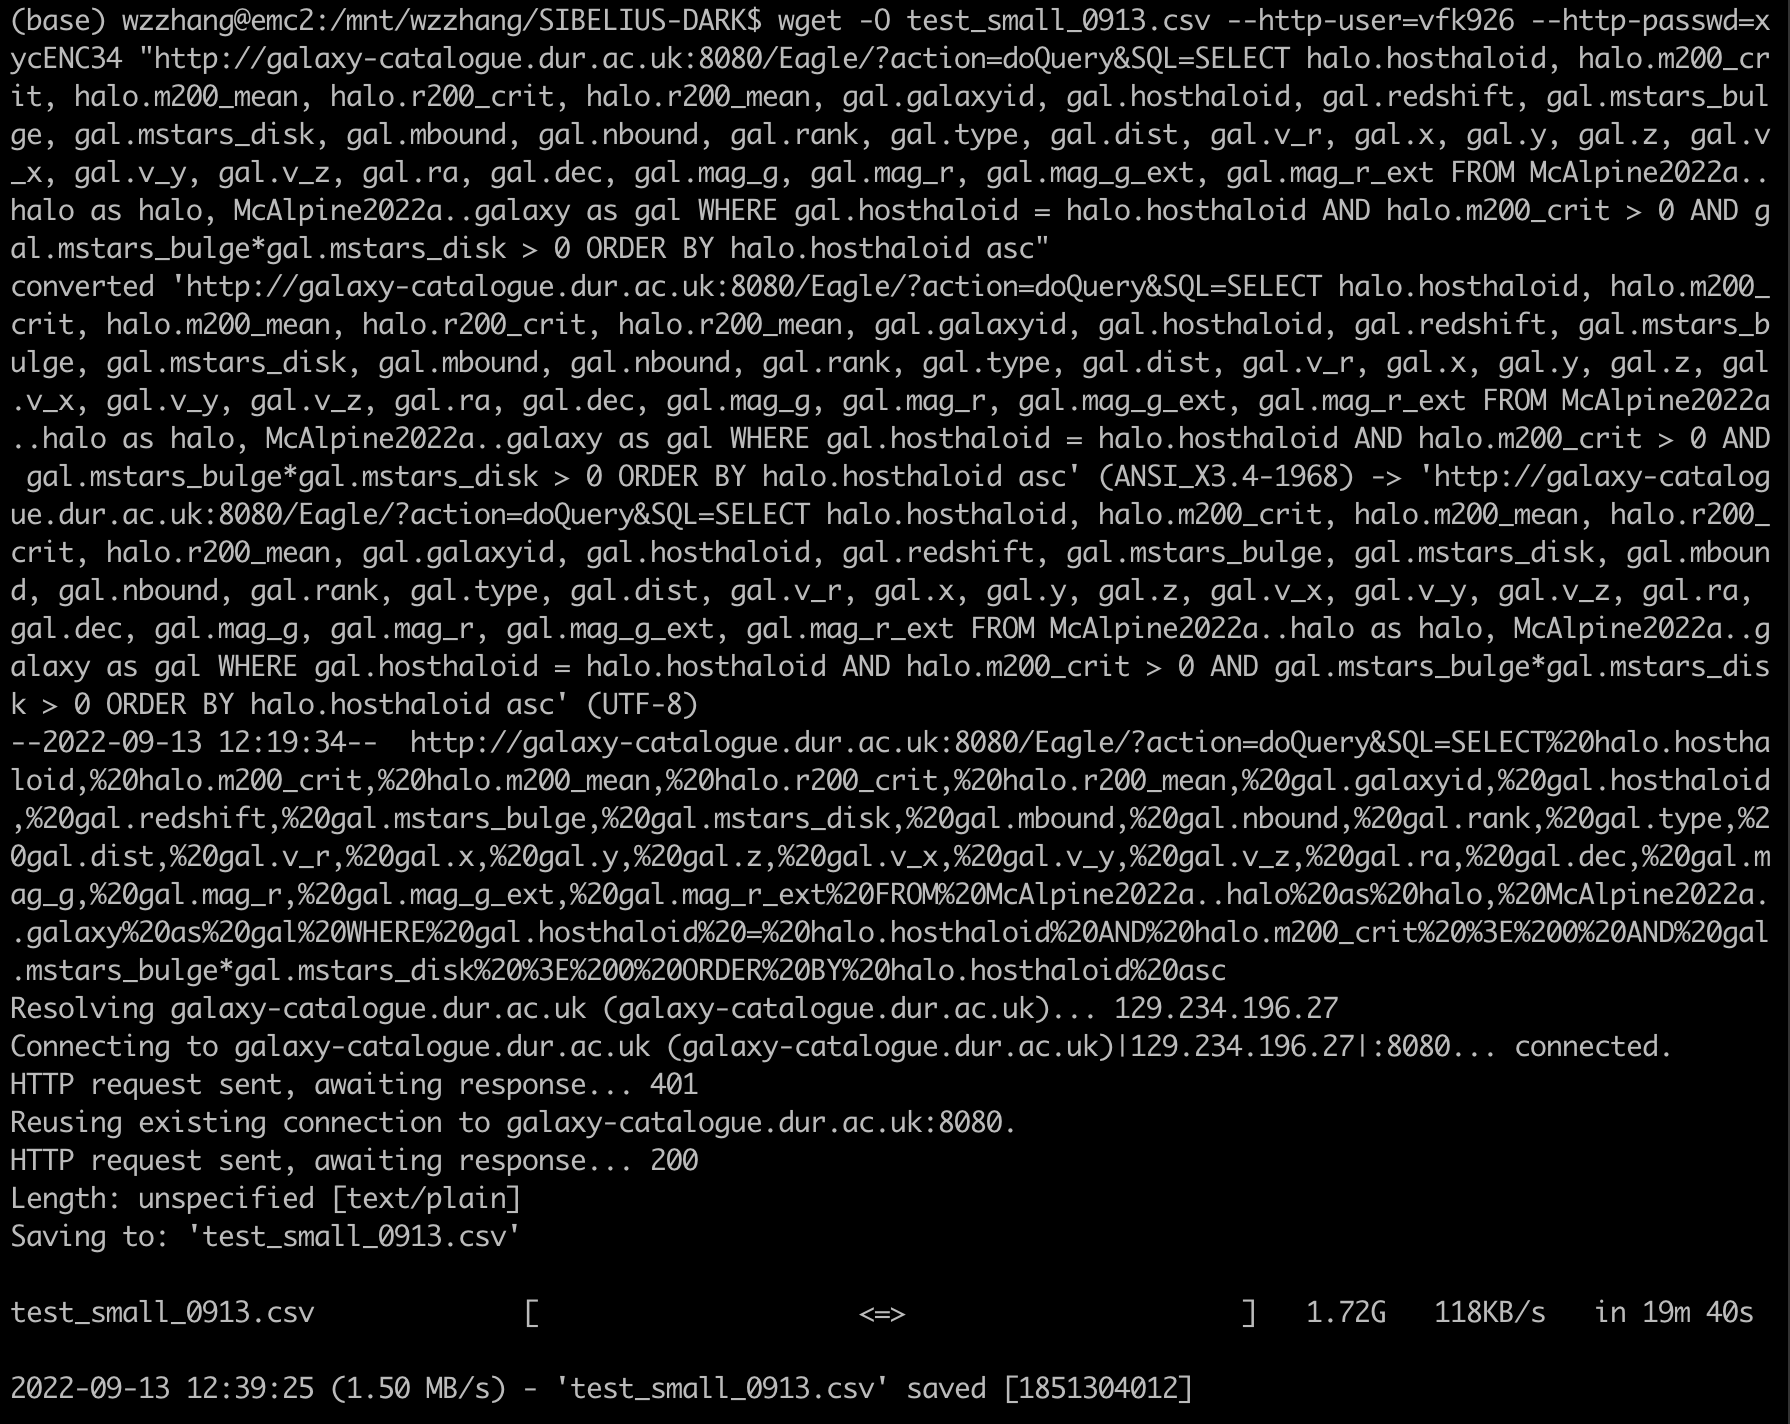 (base) wzzhang@emc2:/mnt/wzzhang/SIBELIUS-DARK$ wget -O test_small_0913.csv --http-user=vfk926 --http-passwd=x
ycENC34 "http://galaxy-catalogue.dur.ac.uk:8080/Eagle/?action=doQuery&SQL=SELECT halo.hosthaloid, halo.m200_cr
it, halo.m200_mean, halo.r200_crit, halo.r200_mean, gal.galaxyid, gal.hosthaloid, gal.redshift, gal.mstars_bul
ge, gal.mstars_disk, gal.mbound, gal.nbound, gal.rank, gal.type, gal.dist, gal.v_r, gal.x, gal.y, gal.z, gal.v
_x, gal.v_y, gal.v_z, gal.ra, gal.dec, gal.mag_g, gal.mag_r, gal.mag_g_ext, gal.mag_r_ext FROM McAlpine2022a..
halo as halo, McAlpine2022a..galaxy as gal WHERE gal.hosthaloid = halo.hosthaloid AND halo.m200_crit > 0 AND g
al.mstars_bulge*gal.mstars_disk > 0 ORDER BY halo.hosthaloid asc"
converted 'http://galaxy-catalogue.dur.ac.uk:8080/Eagle/?action=doQuery&SQL=SELECT halo.hosthaloid, halo.m200_
crit, halo.m200_mean, halo.r200_crit, halo.r200_mean, gal.galaxyid, gal.hosthaloid, gal.redshift, gal.mstars_b
ulge, gal.mstars_disk, gal.mbound, gal.nbound, gal.rank, gal.type, gal.dist, gal.v_r, gal.x, gal.y, gal.z, gal
.v_x, gal.v_y, gal.v_z, gal.ra, gal.dec, gal.mag_g, gal.mag_r, gal.mag_g_ext, gal.mag_r_ext FROM McAlpine2022a
..halo as halo, McAlpine2022a..galaxy as gal WHERE gal.hosthaloid = halo.hosthaloid AND halo.m200_crit > 0 AND
 gal.mstars_bulge*gal.mstars_disk > 0 ORDER BY halo.hosthaloid asc' (ANSI_X3.4-1968) -> 'http://galaxy-catalog
ue.dur.ac.uk:8080/Eagle/?action=doQuery&SQL=SELECT halo.hosthaloid, halo.m200_crit, halo.m200_mean, halo.r200_
crit, halo.r200_mean, gal.galaxyid, gal.hosthaloid, gal.redshift, gal.mstars_bulge, gal.mstars_disk, gal.mboun
d, gal.nbound, gal.rank, gal.type, gal.dist, gal.v_r, gal.x, gal.y, gal.z, gal.v_x, gal.v_y, gal.v_z, gal.ra,
gal.dec, gal.mag_g, gal.mag_r, gal.mag_g_ext, gal.mag_r_ext FROM McAlpine2022a..halo as halo, McAlpine2022a..g
alaxy as gal WHERE gal.hosthaloid = halo.hosthaloid AND halo.m200_crit > 0 AND gal.mstars_bulge*gal.mstars_dis
k > 0 ORDER BY halo.hosthaloid asc' (UTF-8)
--2022-09-13 12:19:34--  http://galaxy-catalogue.dur.ac.uk:8080/Eagle/?action=doQuery&SQL=SELECT%20halo.hostha
loid,%20halo.m200_crit,%20halo.m200_mean,%20halo.r200_crit,%20halo.r200_mean,%20gal.galaxyid,%20gal.hosthaloid
,%20gal.redshift,%20gal.mstars_bulge,%20gal.mstars_disk,%20gal.mbound,%20gal.nbound,%20gal.rank,%20gal.type,%2
0gal.dist,%20gal.v_r,%20gal.x,%20gal.y,%20gal.z,%20gal.v_x,%20gal.v_y,%20gal.v_z,%20gal.ra,%20gal.dec,%20gal.m
ag_g,%20gal.mag_r,%20gal.mag_g_ext,%20gal.mag_r_ext%20FROM%20McAlpine2022a..halo%20as%20halo,%20McAlpine2022a.
.galaxy%20as%20gal%20WHERE%20gal.hosthaloid%20=%20halo.hosthaloid%20AND%20halo.m200_crit%20%3E%200%20AND%20gal
.mstars_bulge*gal.mstars_disk%20%3E%200%20ORDER%20BY%20halo.hosthaloid%20asc
Resolving galaxy-catalogue.dur.ac.uk (galaxy-catalogue.dur.ac.uk)... 129.234.196.27
Connecting to galaxy-catalogue.dur.ac.uk (galaxy-catalogue.dur.ac.uk)|129.234.196.27|:8080... connected.
HTTP request sent, awaiting response... 401
Reusing existing connection to galaxy-catalogue.dur.ac.uk:8080.
HTTP request sent, awaiting response... 200
Length: unspecified [text/plain]
Saving to: 'test_small_0913.csv'
test_small_0913.csv             [                    <=>                     ]   1.72G   118KB/s   in 19m 40s
2022-09-13 12:39:25 (1.50 MB/s) - 'test_small_0913.csv' saved [1851304012]